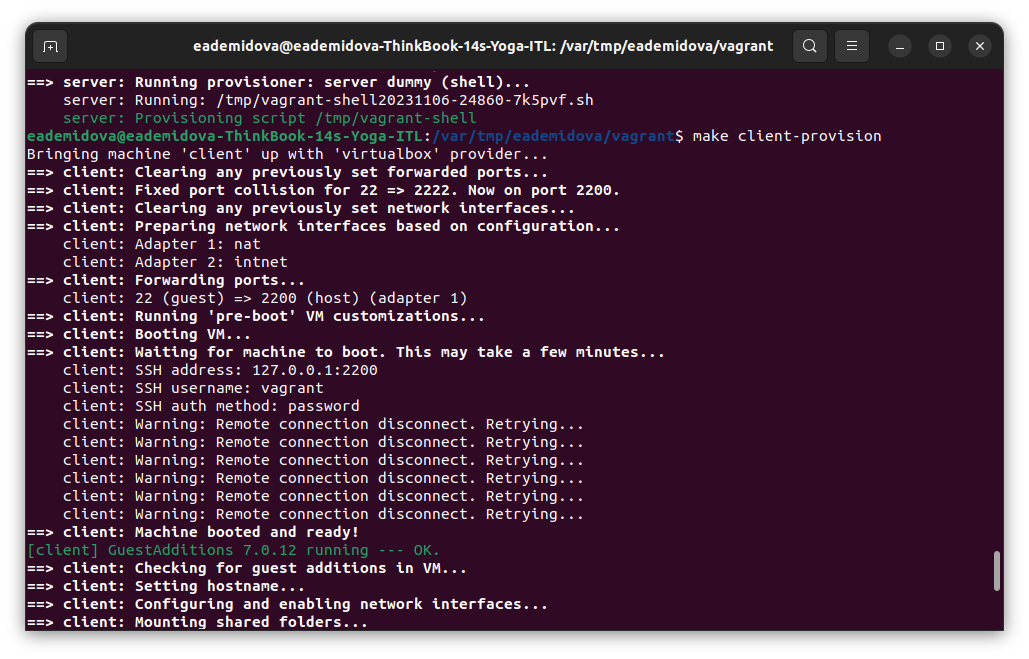 eademidova@eademidova-ThinkBook-14s-Yoga-ITL: /var/tmp/eademidova/vagrant
==> server: Running provisioner: server dummy (shell)...
    server: Running: /tmp/vagrant-shell20231106-24860-7k5pvf.sh
    server: Provisioning script /tmp/vagrant-shell
eademidova@eademidova-ThinkBook-14s-Yoga-ITL:/var/tmp/eademidova/vagrant$ make client-provision
Bringing machine 'client' up with 'virtualbox' provider...
==> client: Clearing any previously set forwarded ports...
==> client: Fixed port collision for 22 => 2222. Now on port 2200.
==> client: Clearing any previously set network interfaces...
==> client: Preparing network interfaces based on configuration...
    client: Adapter 1: nat
    client: Adapter 2: intnet
==> client: Forwarding ports...
    client: 22 (guest) => 2200 (host) (adapter 1)
==> client: Running 'pre-boot' VM customizations...
==> client: Booting VM...
==> client: Waiting for machine to boot. This may take a few minutes...
    client: SSH address: 127.0.0.1:2200
    client: SSH username: vagrant
    client: SSH auth method: password
    client: Warning: Remote connection disconnect. Retrying...
    client: Warning: Remote connection disconnect. Retrying...
    client: Warning: Remote connection disconnect. Retrying...
    client: Warning: Remote connection disconnect. Retrying...
    client: Warning: Remote connection disconnect. Retrying...
    client: Warning: Remote connection disconnect. Retrying...
==> client: Machine booted and ready!
[client] GuestAdditions 7.0.12 running --- OK.
==> client: Checking for guest additions in VM...
==> client: Setting hostname...
==> client: Configuring and enabling network interfaces...
==> client: Mounting shared folders...